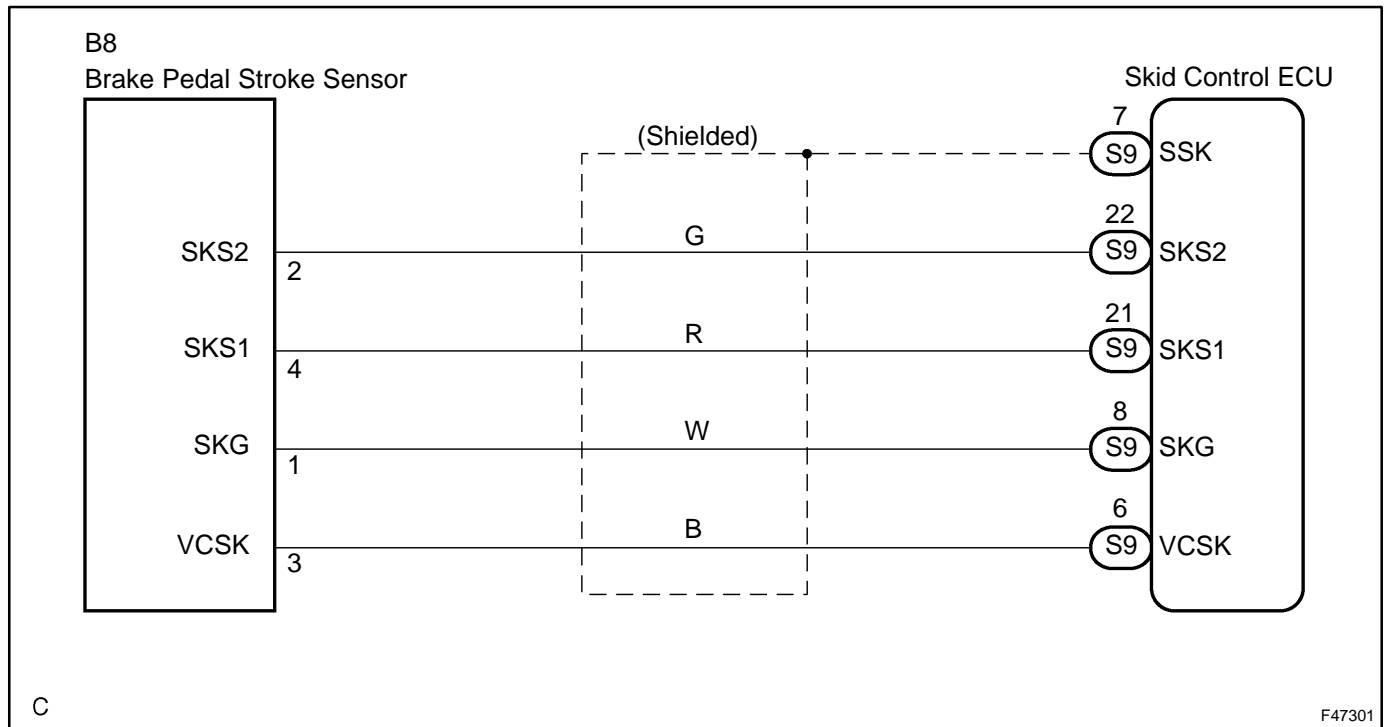 B8
Brake Pedal Stroke Sensor
Skid Control ECU
7
(Shielded)
S9 SSK
22
G
SKS2 2 S9 SKS2
21
R
SKS1 4 S9 SKS1
8
W
SKG 1 S9 SKG
6
B
VCSK 3 S9 VCSK
C
F47301